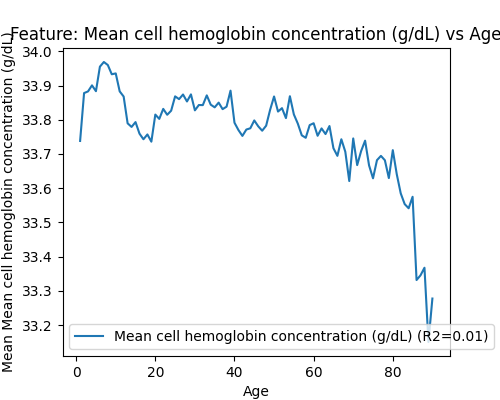 Feature: Mean cell hemoglobin concentration (g/dL) vs Age
Mean Mean cell hemoglobin concentration (g/dL)
34.0
33.9
33.8
33.7
33.6
33.5
33.4
33.3
33.2
Mean cell hemoglobin concentration (g/dL) (R2=0.01)
0 20 40 60 80
Age